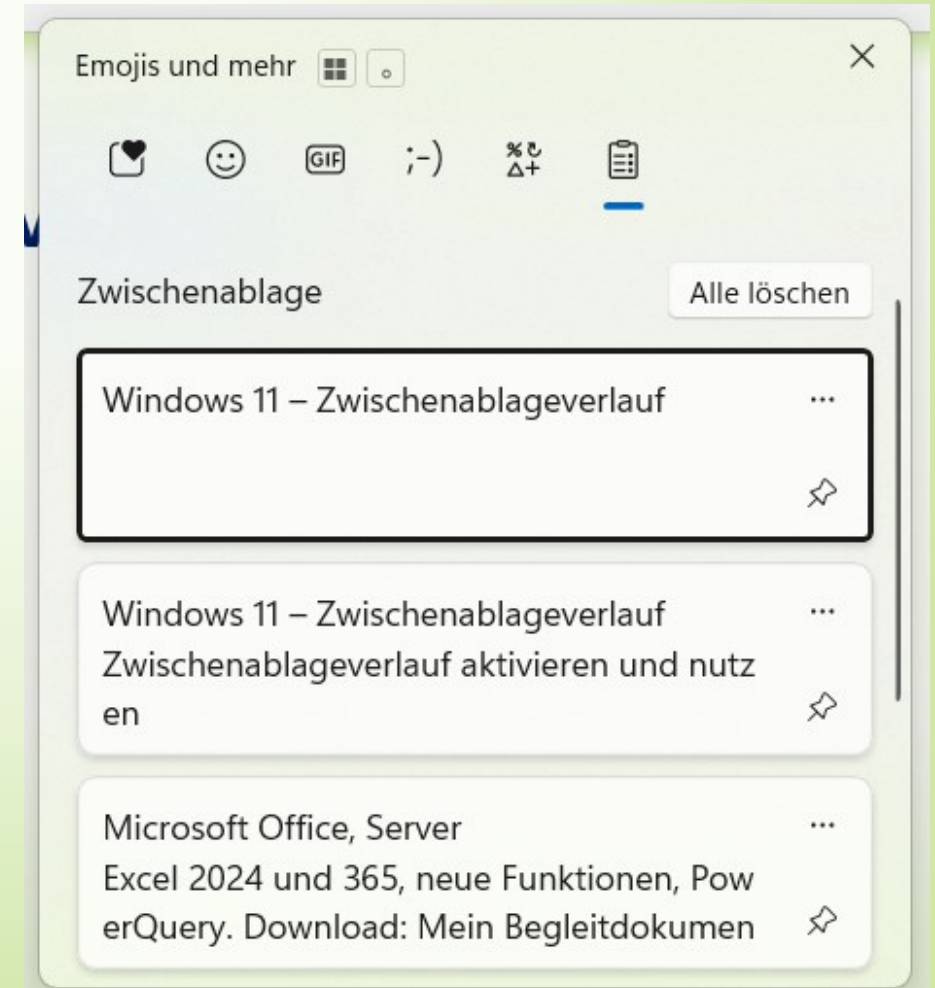 Emojis und mehr
GIF
;-)
Zwischenablage
Alle löschen
Windows 11 – Zwischenablageverlauf
Windows 11 – Zwischenablageverlauf
Zwischenablageverlauf aktivieren und nutz
en
Microsoft Office, Server
Excel 2024 und 365, neue Funktionen, Pow
erQuery. Download: Mein Begleitdokumen